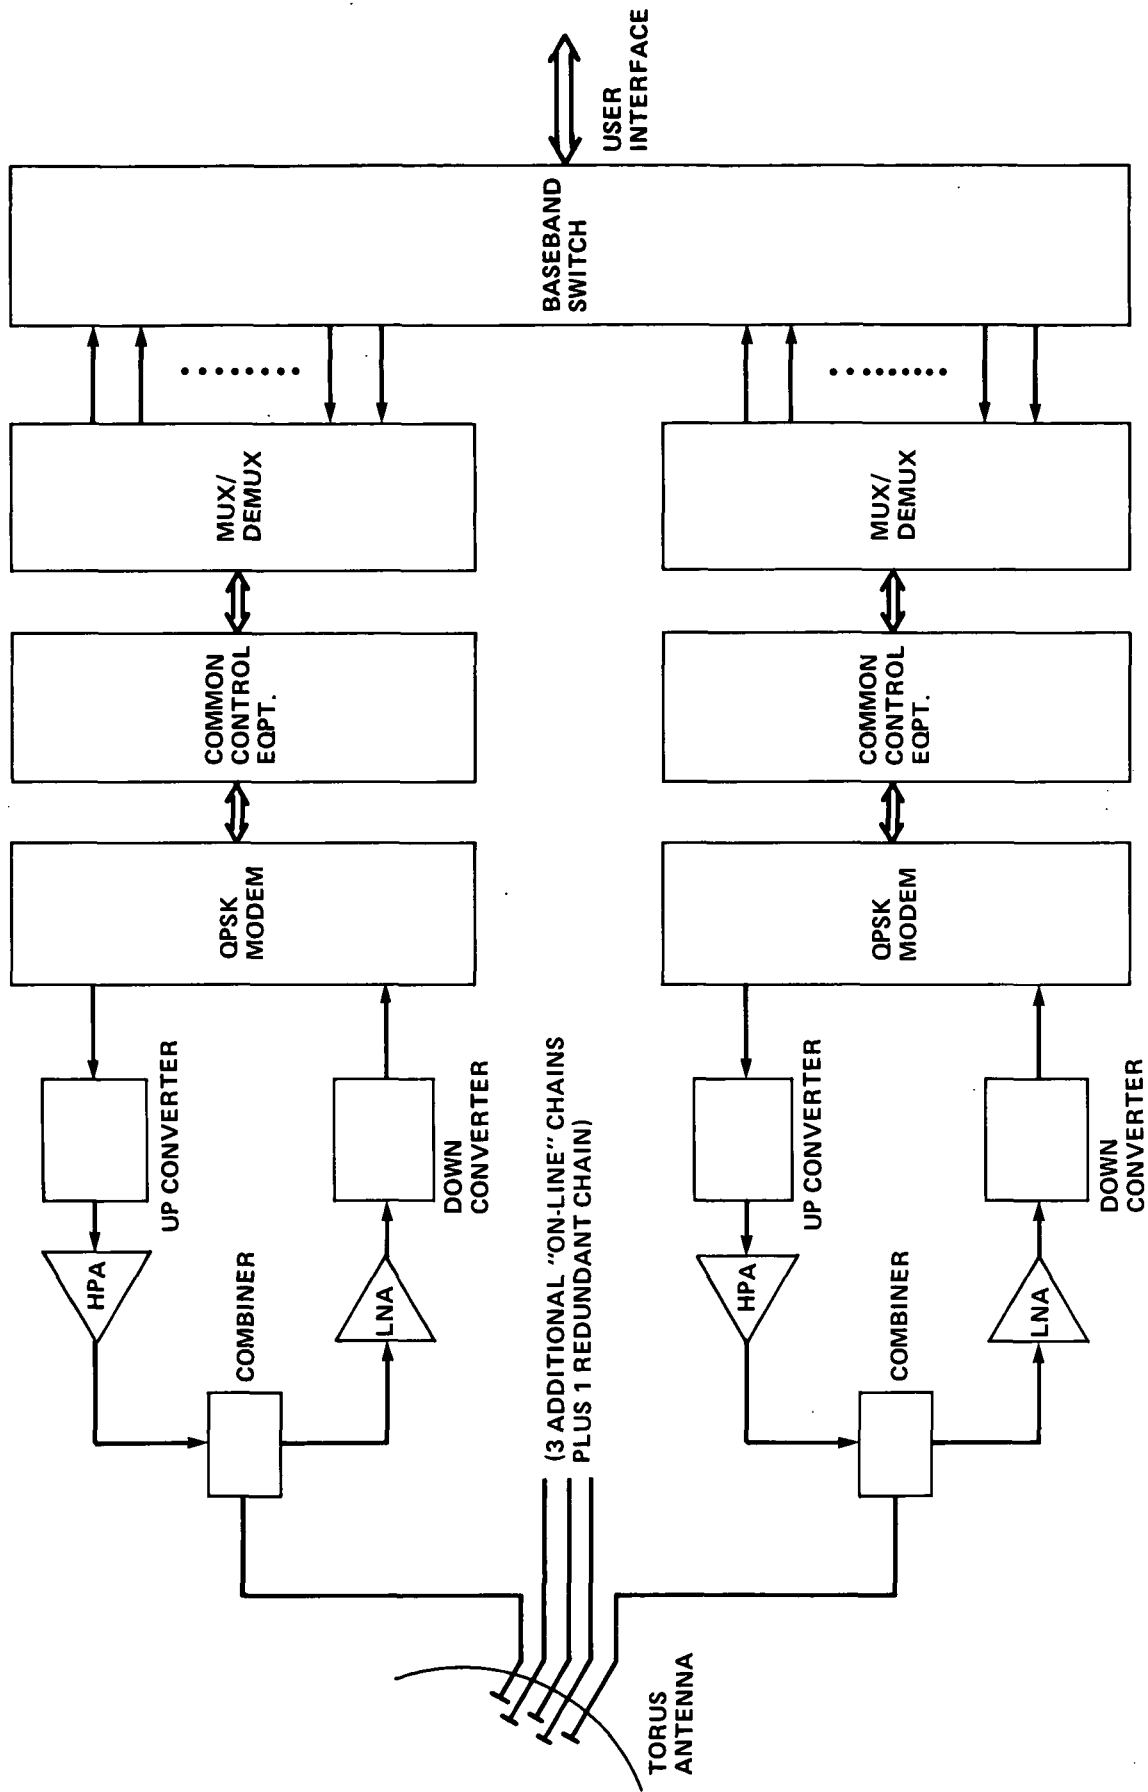 USER
INTERFACE
BASEBAND
SWITCH
MUX/
DEMUX
COMMON
CONTROL
EQPT.
QPSK
MODEM
UP CONVERTER
HPA
DOWN
CONVERTER
LNA
COMBINER
(3 ADDITIONAL "ON-LINE" CHAINS
PLUS 1 REDUNDANT CHAIN)
TORUS
ANTENNA
MUX/
DEMUX
COMMON
CONTROL
EQPT.
QPSK
MODEM
UP CONVERTER
HPA
DOWN
CONVERTER
LNA
COMBINER